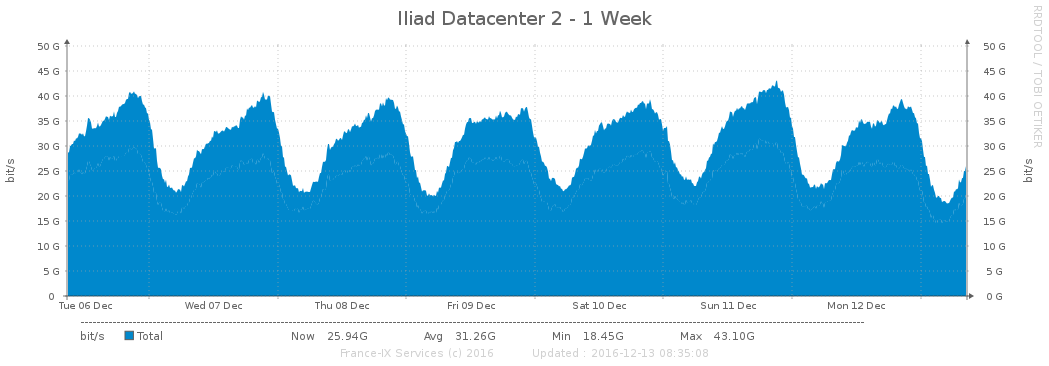 Iliad Datacenter 2 - 1 Week
RRDTOOL / TOBI OETIKER
50 G 50 G
45 G 45 G
40 G 40 G
35 G 35 G
30 G 30 G
25 G 25 G
20 G 20 G
15 G 15 G
10 G 10 G
5 G 5 G
0 0 G
bit/s bit/s
Tue 06 Dec Wed 07 Dec Thu 08 Dec Fri 09 Dec Sat 10 Dec Sun 11 Dec Mon 12 Dec
bit/s Total Now 25.94G Avg 31.26G Min 18.45G Max 43.10G
France-IX Services (c) 2016 Updated : 2016-12-13 08:35:08